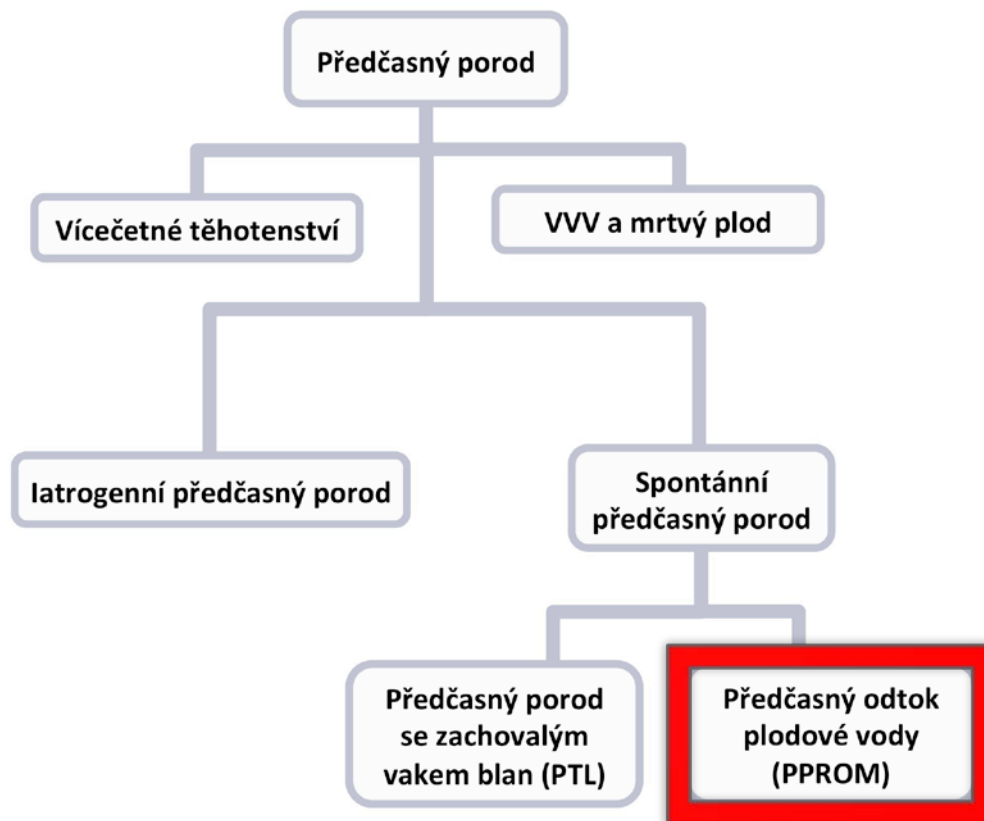 Předčasný porod
Vícečetné těhotenství
VVV a mrtvý plod
Iatrogenní předčasný porod
Spontánní
předčasný porod
Předčasný porod
se zachovalým
vakem blan (PTL)
Předčasný odtok
plodové vody
(PPROM)